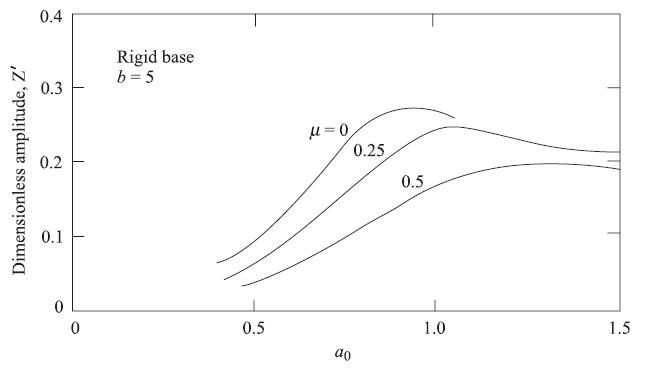 0.4
Rigid base
b = 5
0.3
μ = 0
0.25
0.2
0.5
0.1
0
0 0.5 1.0 1.5
a0
Dimensionless amplitude, Z′